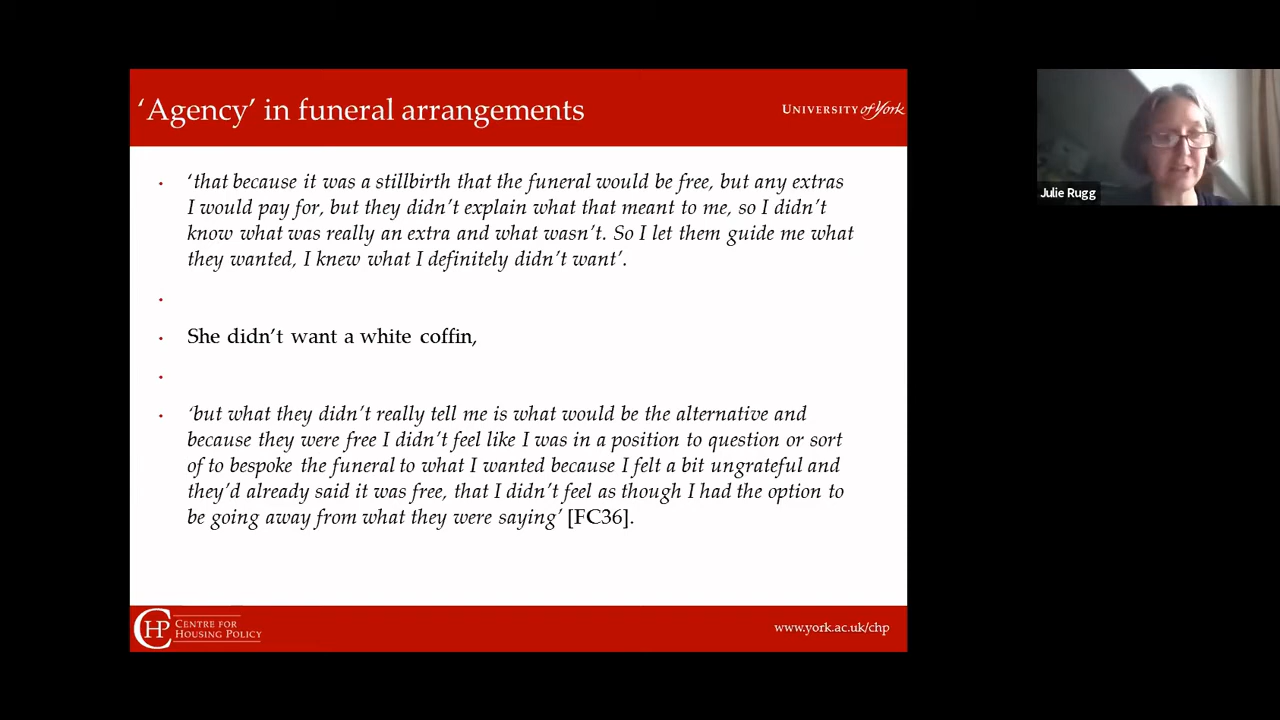 ‘Agency’ in funeral arrangements
UNIVERSITY of York
‘that because it was a stillbirth that the funeral would be free, but any extras
I would pay for, but they didn’t explain what that meant to me, so I didn’t
know what was really an extra and what wasn’t. So I let them guide me what
they wanted, I knew what I definitely didn’t want’.
She didn’t want a white coffin,
‘but what they didn’t really tell me is what would be the alternative and
because they were free I didn’t feel like I was in a position to question or sort
of to bespoke the funeral to what I wanted because I felt a bit ungrateful and
they’d already said it was free, that I didn’t feel as though I had the option to
be going away from what they were saying’ [FC36].
CHP
CENTRE FOR
HOUSING POLICY
www.york.ac.uk/chp
Julie Rugg